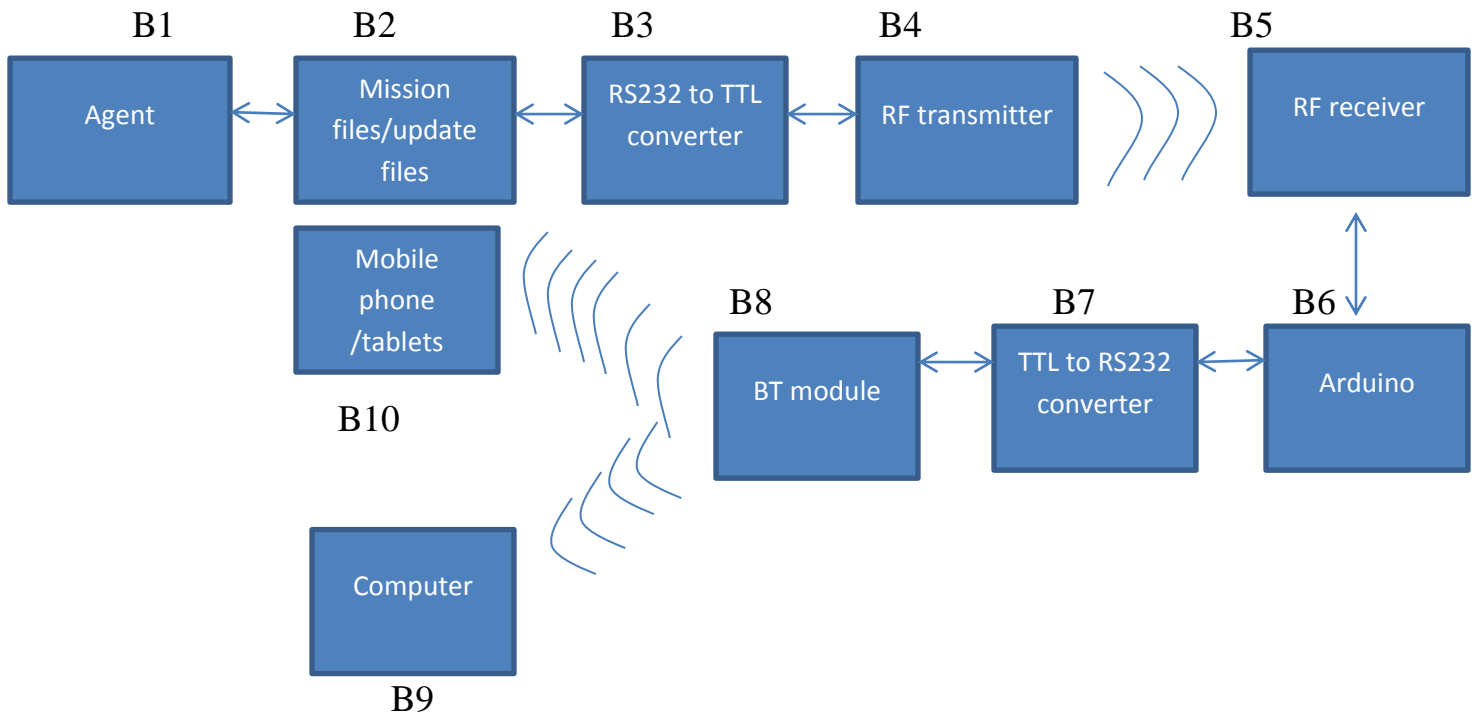 B1
B2
B3
B4
B5
Agent
Mission
files/update
files
RS232 to TTL
converter
RF transmitter
RF receiver
Mobile
phone
/tablets
B10
B8
B7
B6
BT module
TTL to RS232
converter
Arduino
Computer
B9